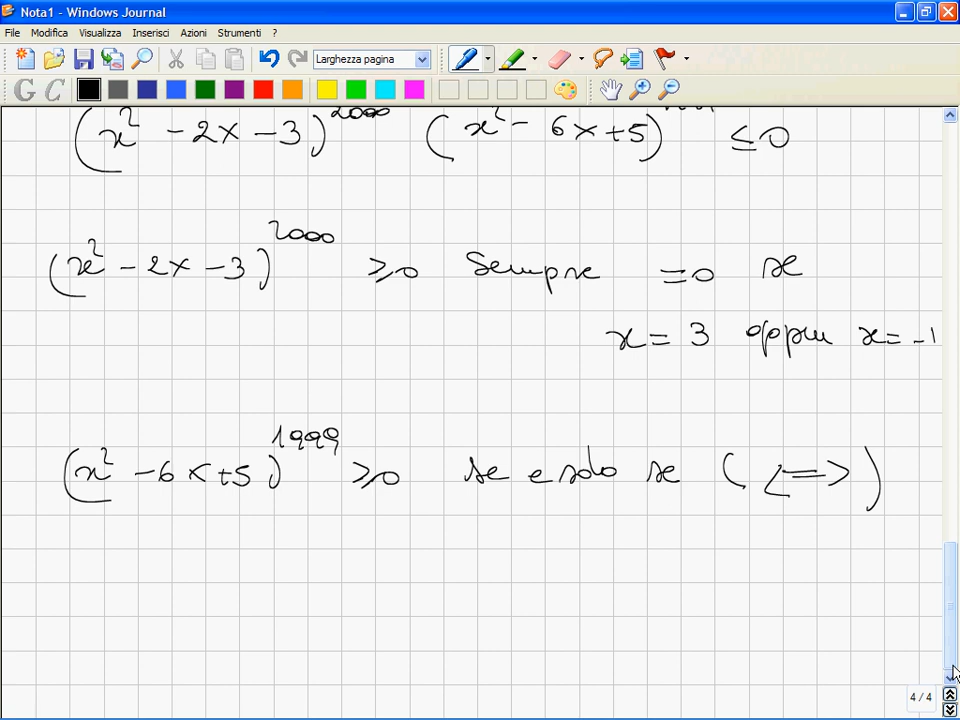 Nota1 - Windows Journal
File Modifica Visualizza Inserisci Azioni Strumenti ?
Larghezza pagina
G C
(x² - 2x - 3)²⁰⁰⁰ (x² - 6x + 5) ≤ 0
(x² - 2x - 3)²⁰⁰⁰ ≥ 0 sempre = 0 se
x = 3 oppure x = -1
(x² - 6x + 5)¹⁹⁹⁹ ≥ 0 se e solo se ( <=> )
4 / 4